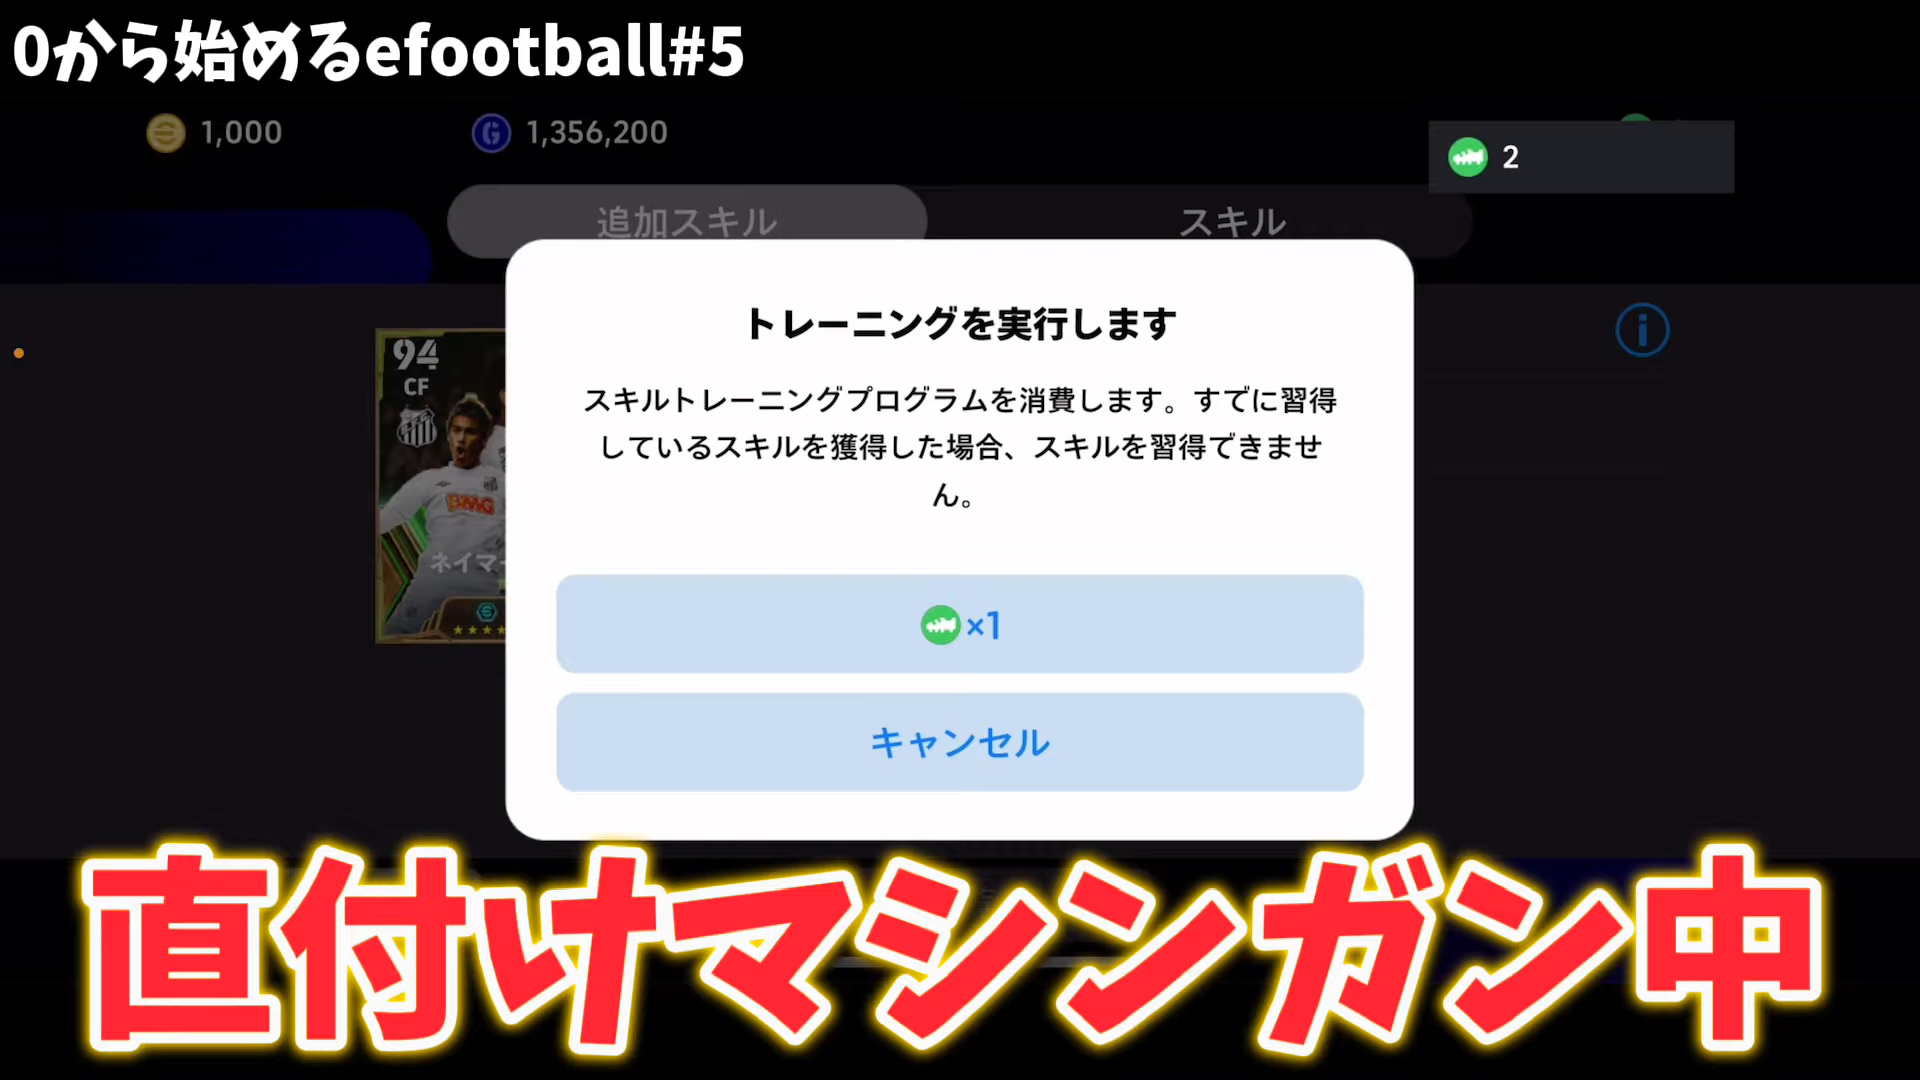 0から始めるefootball#5
1,000
1,356,200
2
追加スキル
スキル
94
CF
BMG
ネイマー
トレーニングを実行します
スキルトレーニングプログラムを消費します。すでに習得
しているスキルを獲得した場合、スキルを習得できませ
ん。
×1
キャンセル
直付けマシンガン中